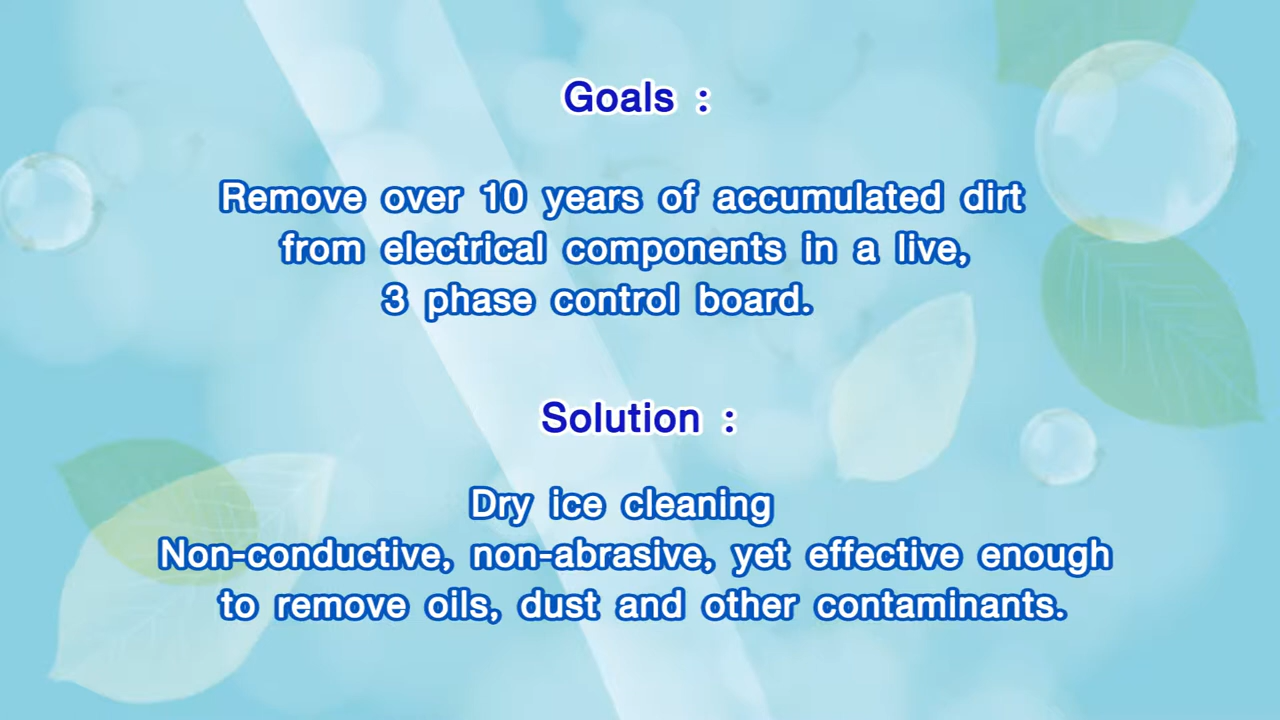 Goals :
Remove over 10 years of accumulated dirt
from electrical components in a live,
3 phase control board.
Solution :
Dry ice cleaning
Non-conductive, non-abrasive, yet effective enough
to remove oils, dust and other contaminants.